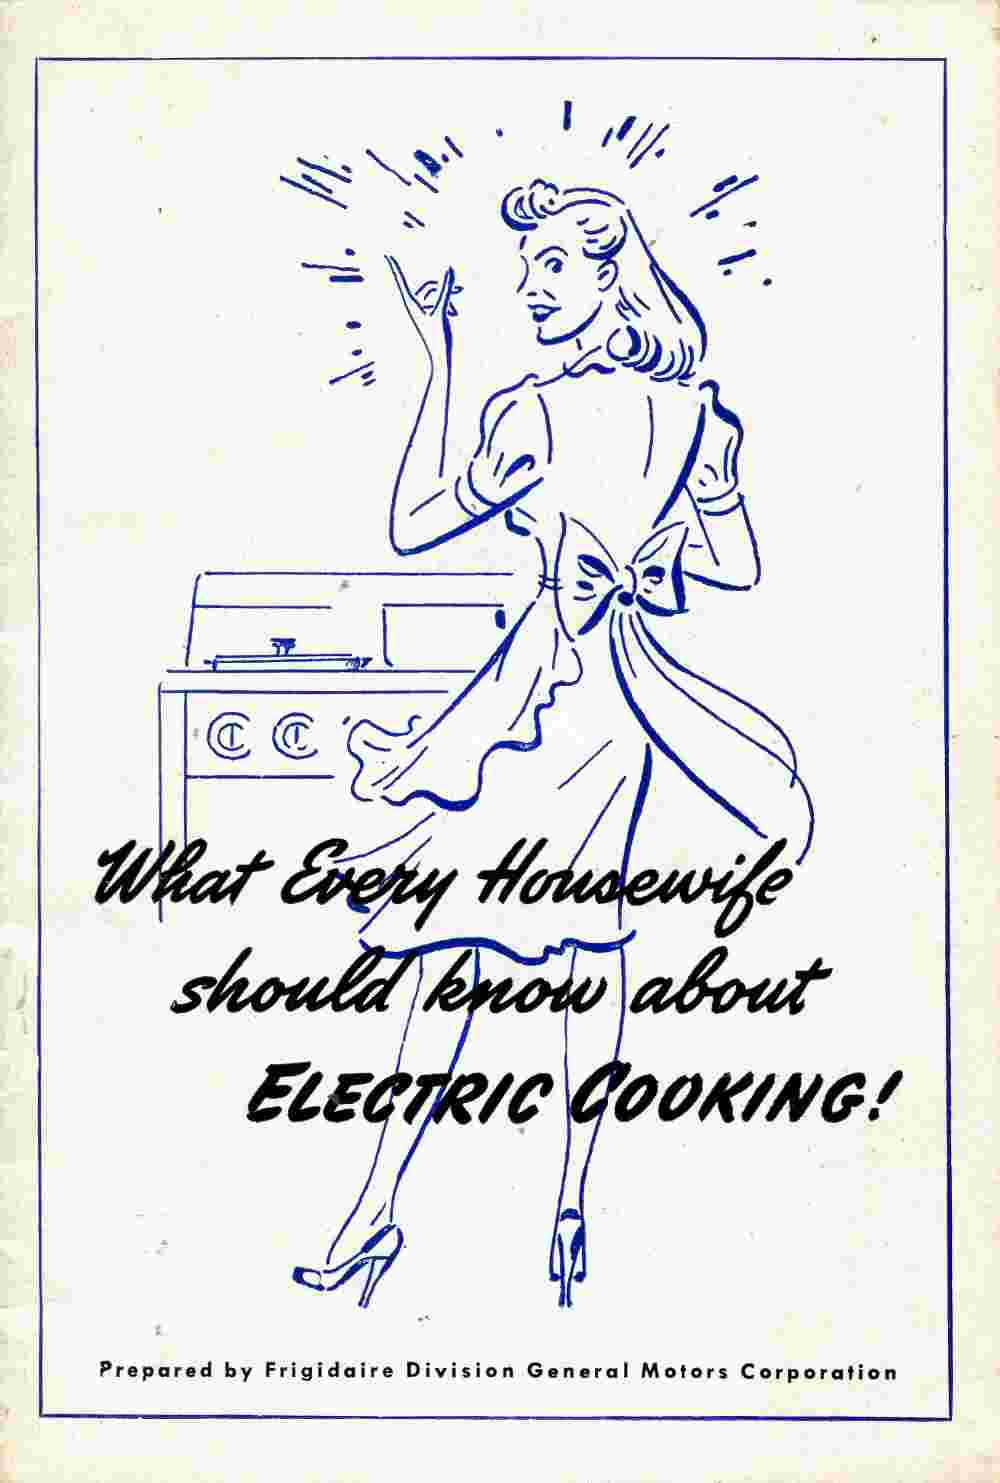 What Every Housewife
should know about
ELECTRIC COOKING!
Prepared by Frigidaire Division General Motors Corporation